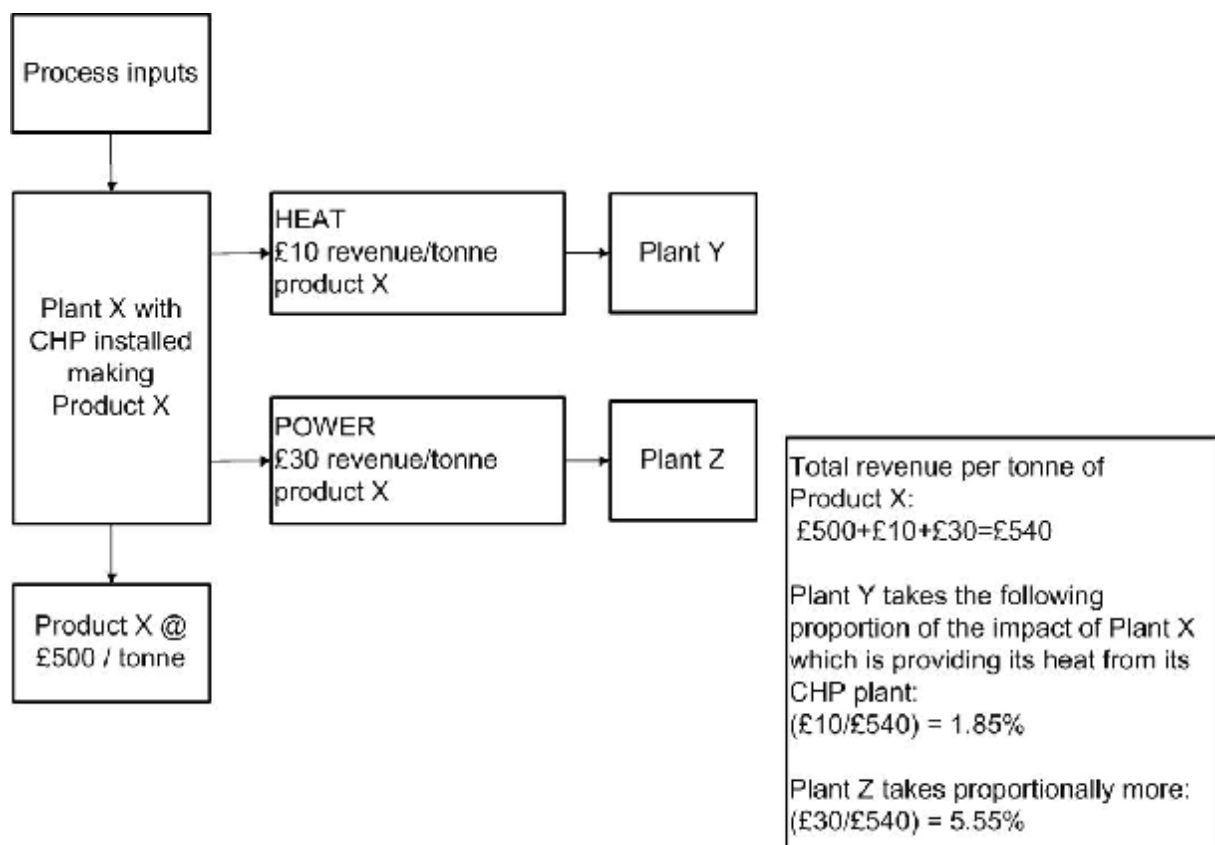 Process inputs
HEAT
£10 revenue/tonne
product X
Plant Y
Plant X with
CHP installed
making
Product X
POWER
£30 revenue/tonne
product X
Plant Z
Product X @
£500 / tonne
Total revenue per tonne of
Product X:
£500+£10+£30=£540
Plant Y takes the following
proportion of the impact of Plant X
which is providing its heat from its
CHP plant:
(£10/£540) = 1.85%
Plant Z takes proportionally more:
(£30/£540) = 5.55%